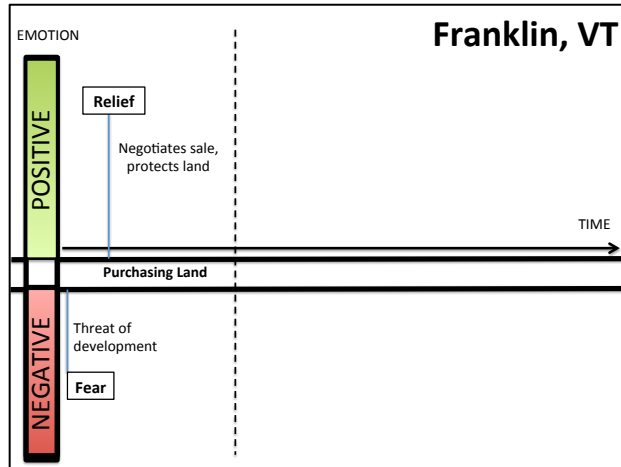 Franklin, VT
EMOTION
POSITIVE
Relief
Negotiates sale,
protects land
TIME
Purchasing Land
NEGATIVE
Threat of
development
Fear